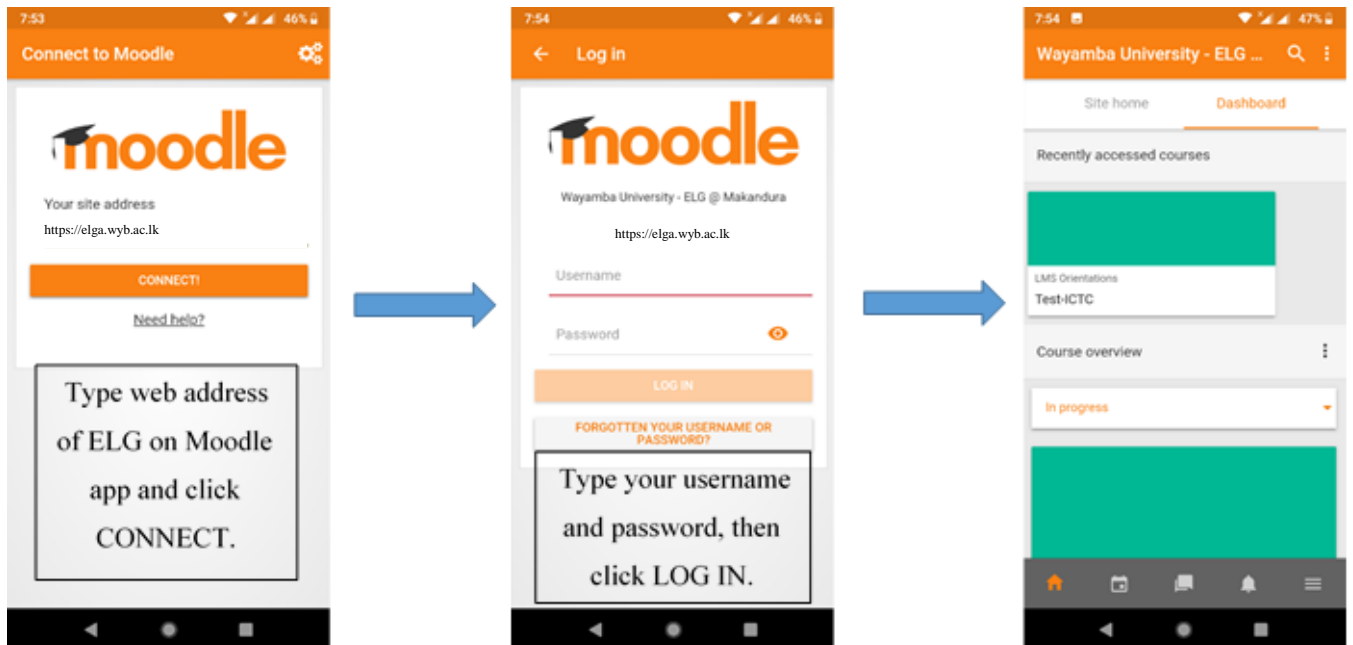 7:53
46%
Connect to Moodle
moodle
Your site address
https://elga.wyb.ac.lk
CONNECT!
Need help?
Type web address
of ELG on Moodle
app and click
CONNECT.
7:54
46%
Log in
moodle
Wayamba University - ELG @ Makandura
https://elga.wyb.ac.lk
Username
Password
LOG IN
FORGOTTEN YOUR USERNAME OR
PASSWORD?
Type your username
and password, then
click LOG IN.
7:54
47%
Wayamba University - ELG ...
Site home
Dashboard
Recently accessed courses
LMS Orientations
Test-ICTC
Course overview
In progress